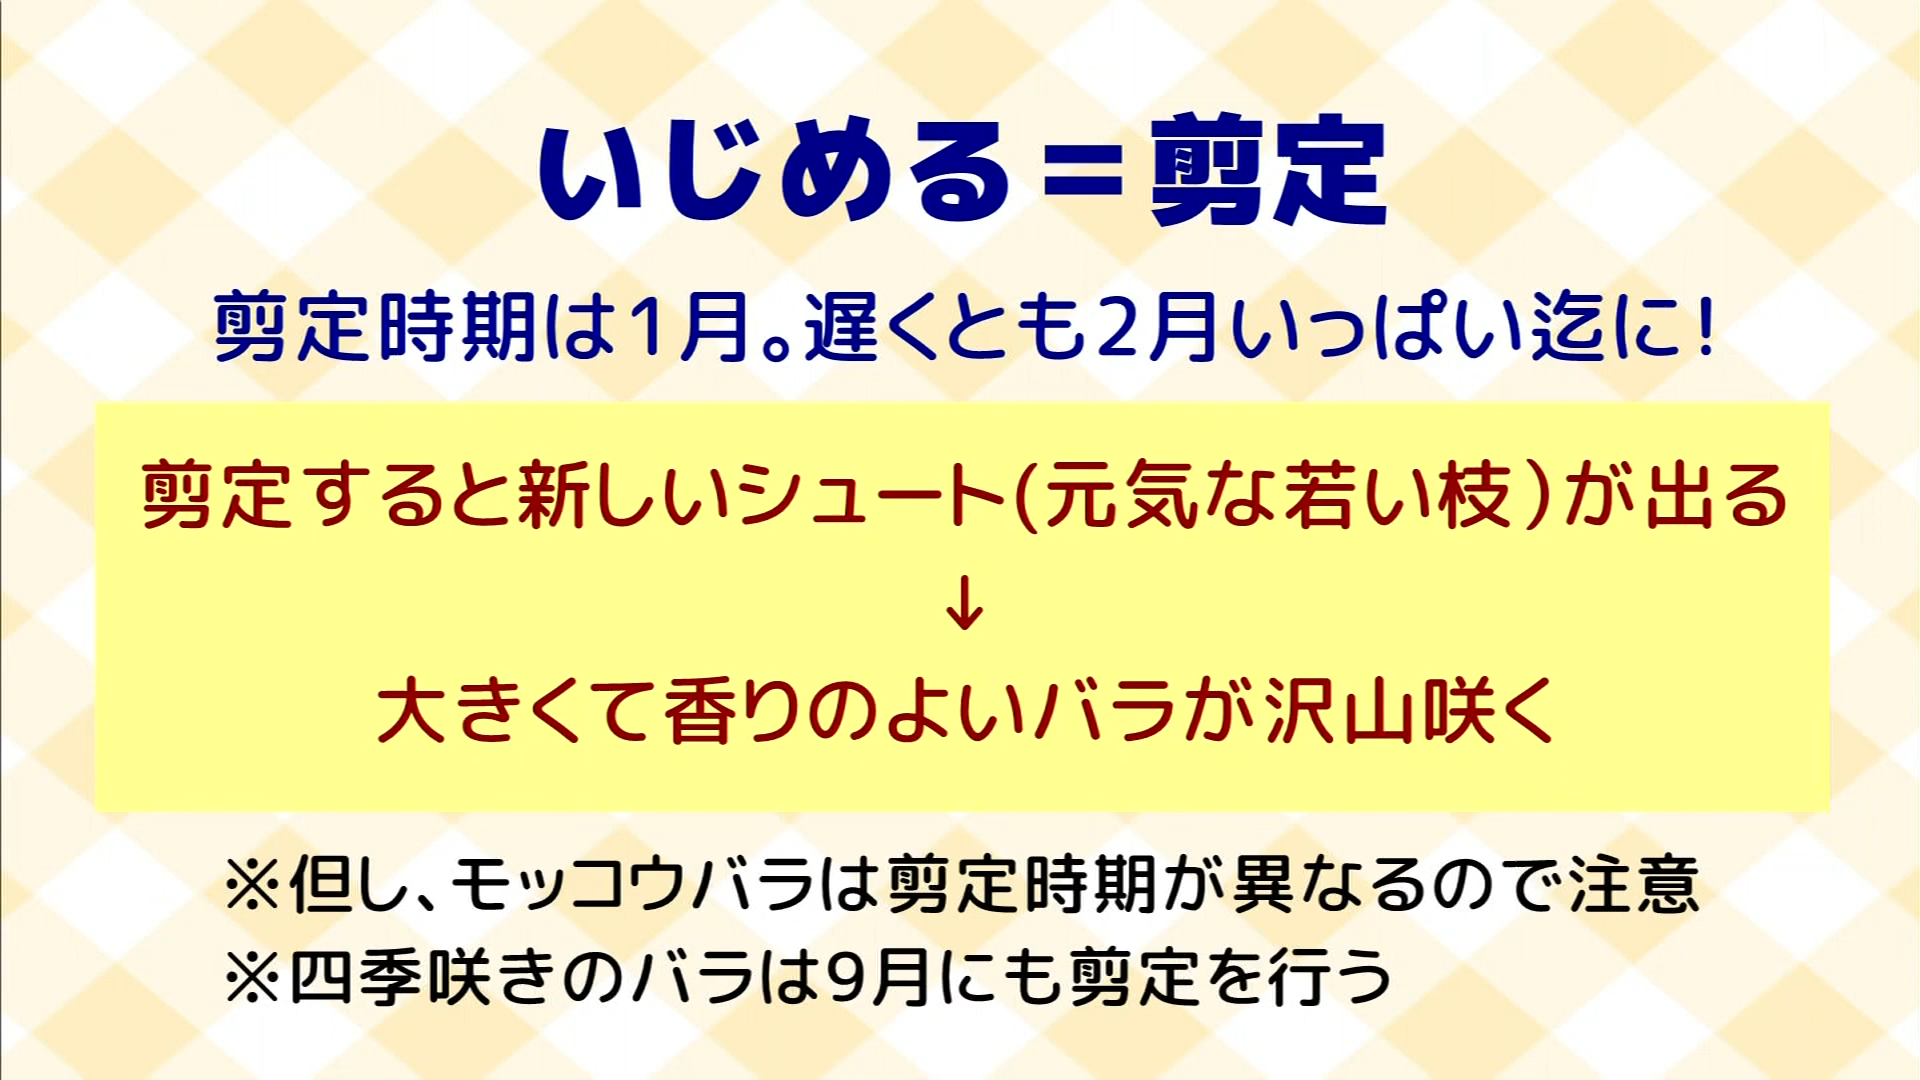 いじめる=剪定
剪定時期は1月。遅くとも2月いっぱい迄に!
剪定すると新しいシュート(元気な若い枝)が出る
↓
大きくて香りのよいバラが沢山咲く
※但し、モッコウバラは剪定時期が異なるので注意
※四季咲きのバラは9月にも剪定を行う